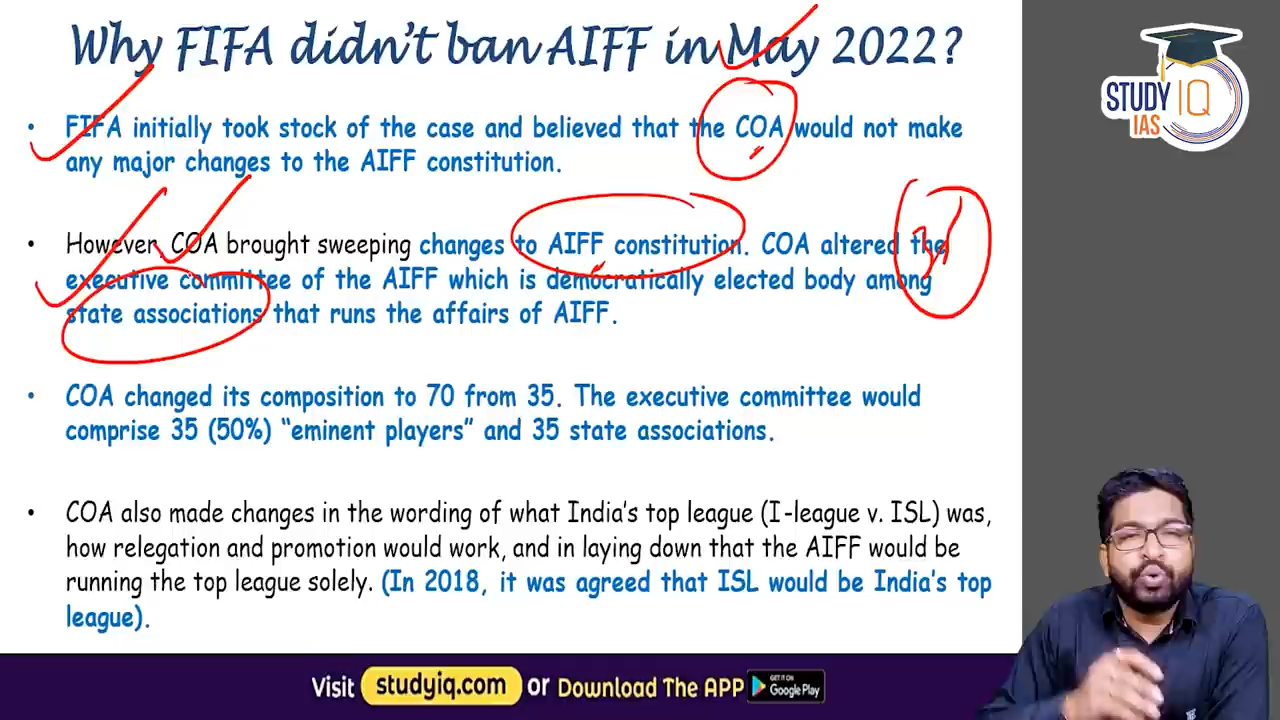 Why FIFA didn't ban AIFF in May 2022?
• FIFA initially took stock of the case and believed that the COA would not make
any major changes to the AIFF constitution.
• However, COA brought sweeping changes to AIFF constitution. COA altered the
executive committee of the AIFF which is democratically elected body among
state associations that runs the affairs of AIFF.
35
• COA changed its composition to 70 from 35. The executive committee would
comprise 35 (50%) “eminent players” and 35 state associations.
• COA also made changes in the wording of what India's top league (I-league v. ISL) was,
how relegation and promotion would work, and in laying down that the AIFF would be
running the top league solely. (In 2018, it was agreed that ISL would be India's top
league).
STUDY IQ
IAS
Visit studyiq.com or Download The APP GET IT ON Google Play